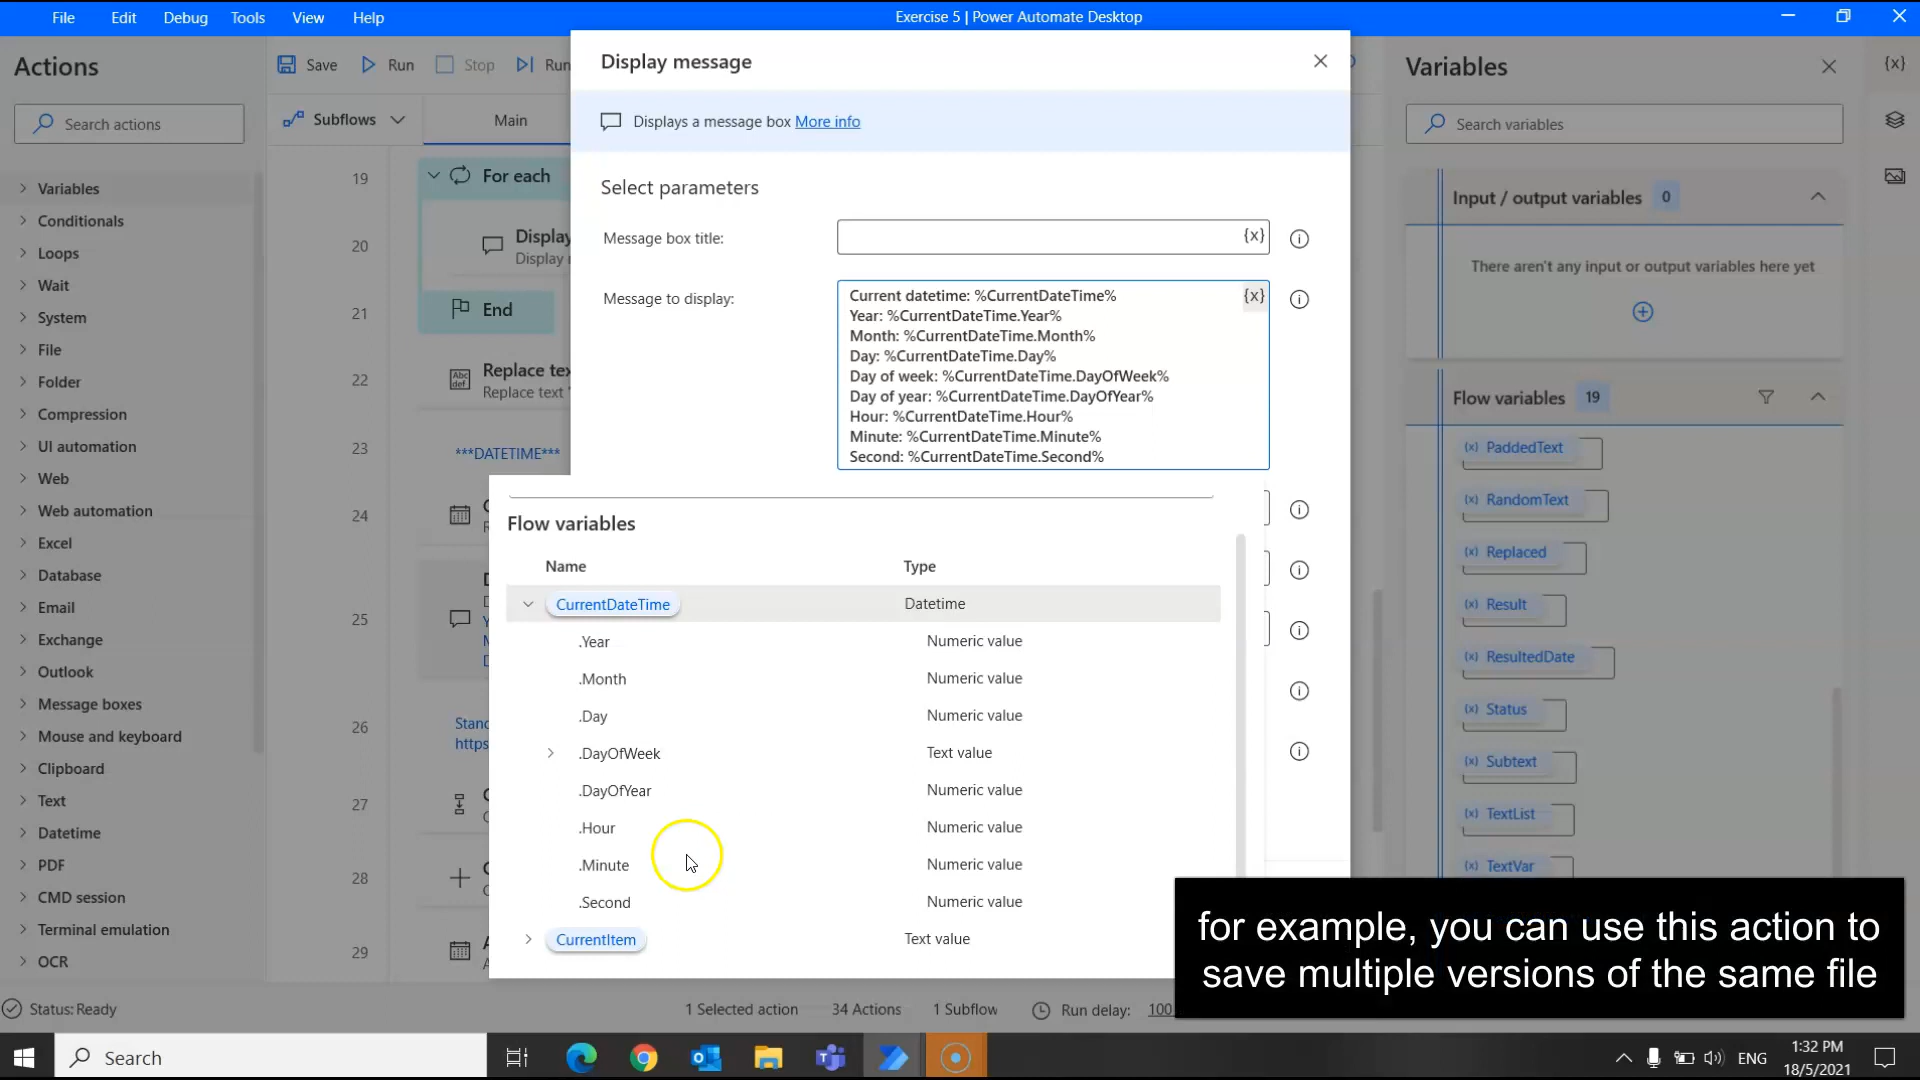 File Edit Debug Tools View Help
Exercise 5 | Power Automate Desktop
Actions
Search actions
Variables
Conditionals
Loops
Wait
System
File
Folder
Compression
UI automation
Web
Web automation
Excel
Database
Email
Exchange
Outlook
Message boxes
Mouse and keyboard
Clipboard
Text
Datetime
PDF
CMD session
Terminal emulation
OCR
Save Run Stop Run
Subflows Main
19 For each
20 Display
Display
21 End
22 Replace
Replace text
23 ***DATETIME***
24
25
26
https
27
28
29
Display message
Displays a message box More info
Select parameters
Message box title: {x}
Message to display: {x}
Current datetime: %CurrentDateTime%
Year: %CurrentDateTime.Year%
Month: %CurrentDateTime.Month%
Day: %CurrentDateTime.Day%
Day of week: %CurrentDateTime.DayOfWeek%
Day of year: %CurrentDateTime.DayOfYear%
Hour: %CurrentDateTime.Hour%
Minute: %CurrentDateTime.Minute%
Second: %CurrentDateTime.Second%
Flow variables
Name Type
CurrentDateTime Datetime
.Year Numeric value
.Month Numeric value
.Day Numeric value
.DayOfWeek Text value
.DayOfYear Numeric value
.Hour Numeric value
.Minute Numeric value
.Second Numeric value
CurrentItem Text value
Variables {x}
Search variables
Input / output variables 0
There aren't any input or output variables here yet
Flow variables 19
{x} PaddedText
{x} RandomText
{x} Replaced
{x} Result
{x} ResultedDate
{x} Status
{x} Subtext
{x} TextList
{x} TextVar
for example, you can use this action to
save multiple versions of the same file
Status: Ready 1 Selected action 34 Actions 1 Subflow Run delay: 100
Search
ENG
1:32 PM
18/5/2021